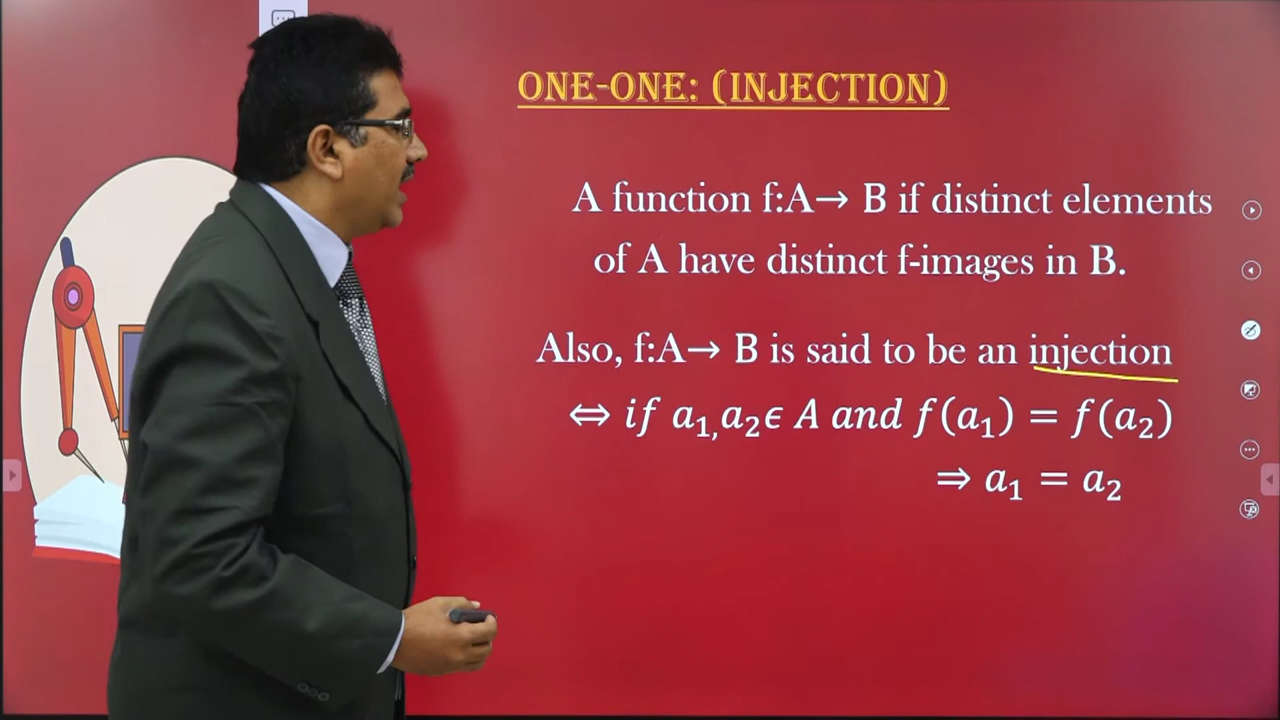 ONE-ONE: (INJECTION)
A function f:A→ B if distinct elements
of A have distinct f-images in B.
Also, f:A→ B is said to be an injection
⇔ if a₁,a₂ϵ A and f(a₁) = f(a₂)
⇒ a₁ = a₂